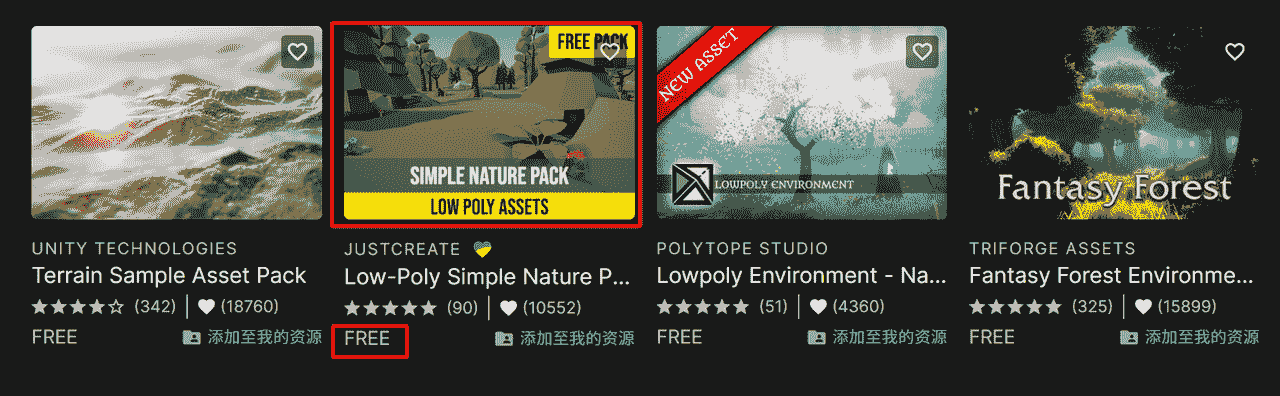 FREE PACK
SIMPLE NATURE PACK
LOW POLY ASSETS
NEW ASSET
LOWPOLY ENVIRONMENT
Fantasy Forest
UNITY TECHNOLOGIES
Terrain Sample Asset Pack
(342) (18760)
FREE 添加至我的资源
JUSTCREATE
Low-Poly Simple Nature P...
(90) (10552)
FREE 添加至我的资源
POLYTOPE STUDIO
Lowpoly Environment - Na...
(51) (4360)
FREE 添加至我的资源
TRIFORGE ASSETS
Fantasy Forest Environme...
(325) (15899)
FREE 添加至我的资源